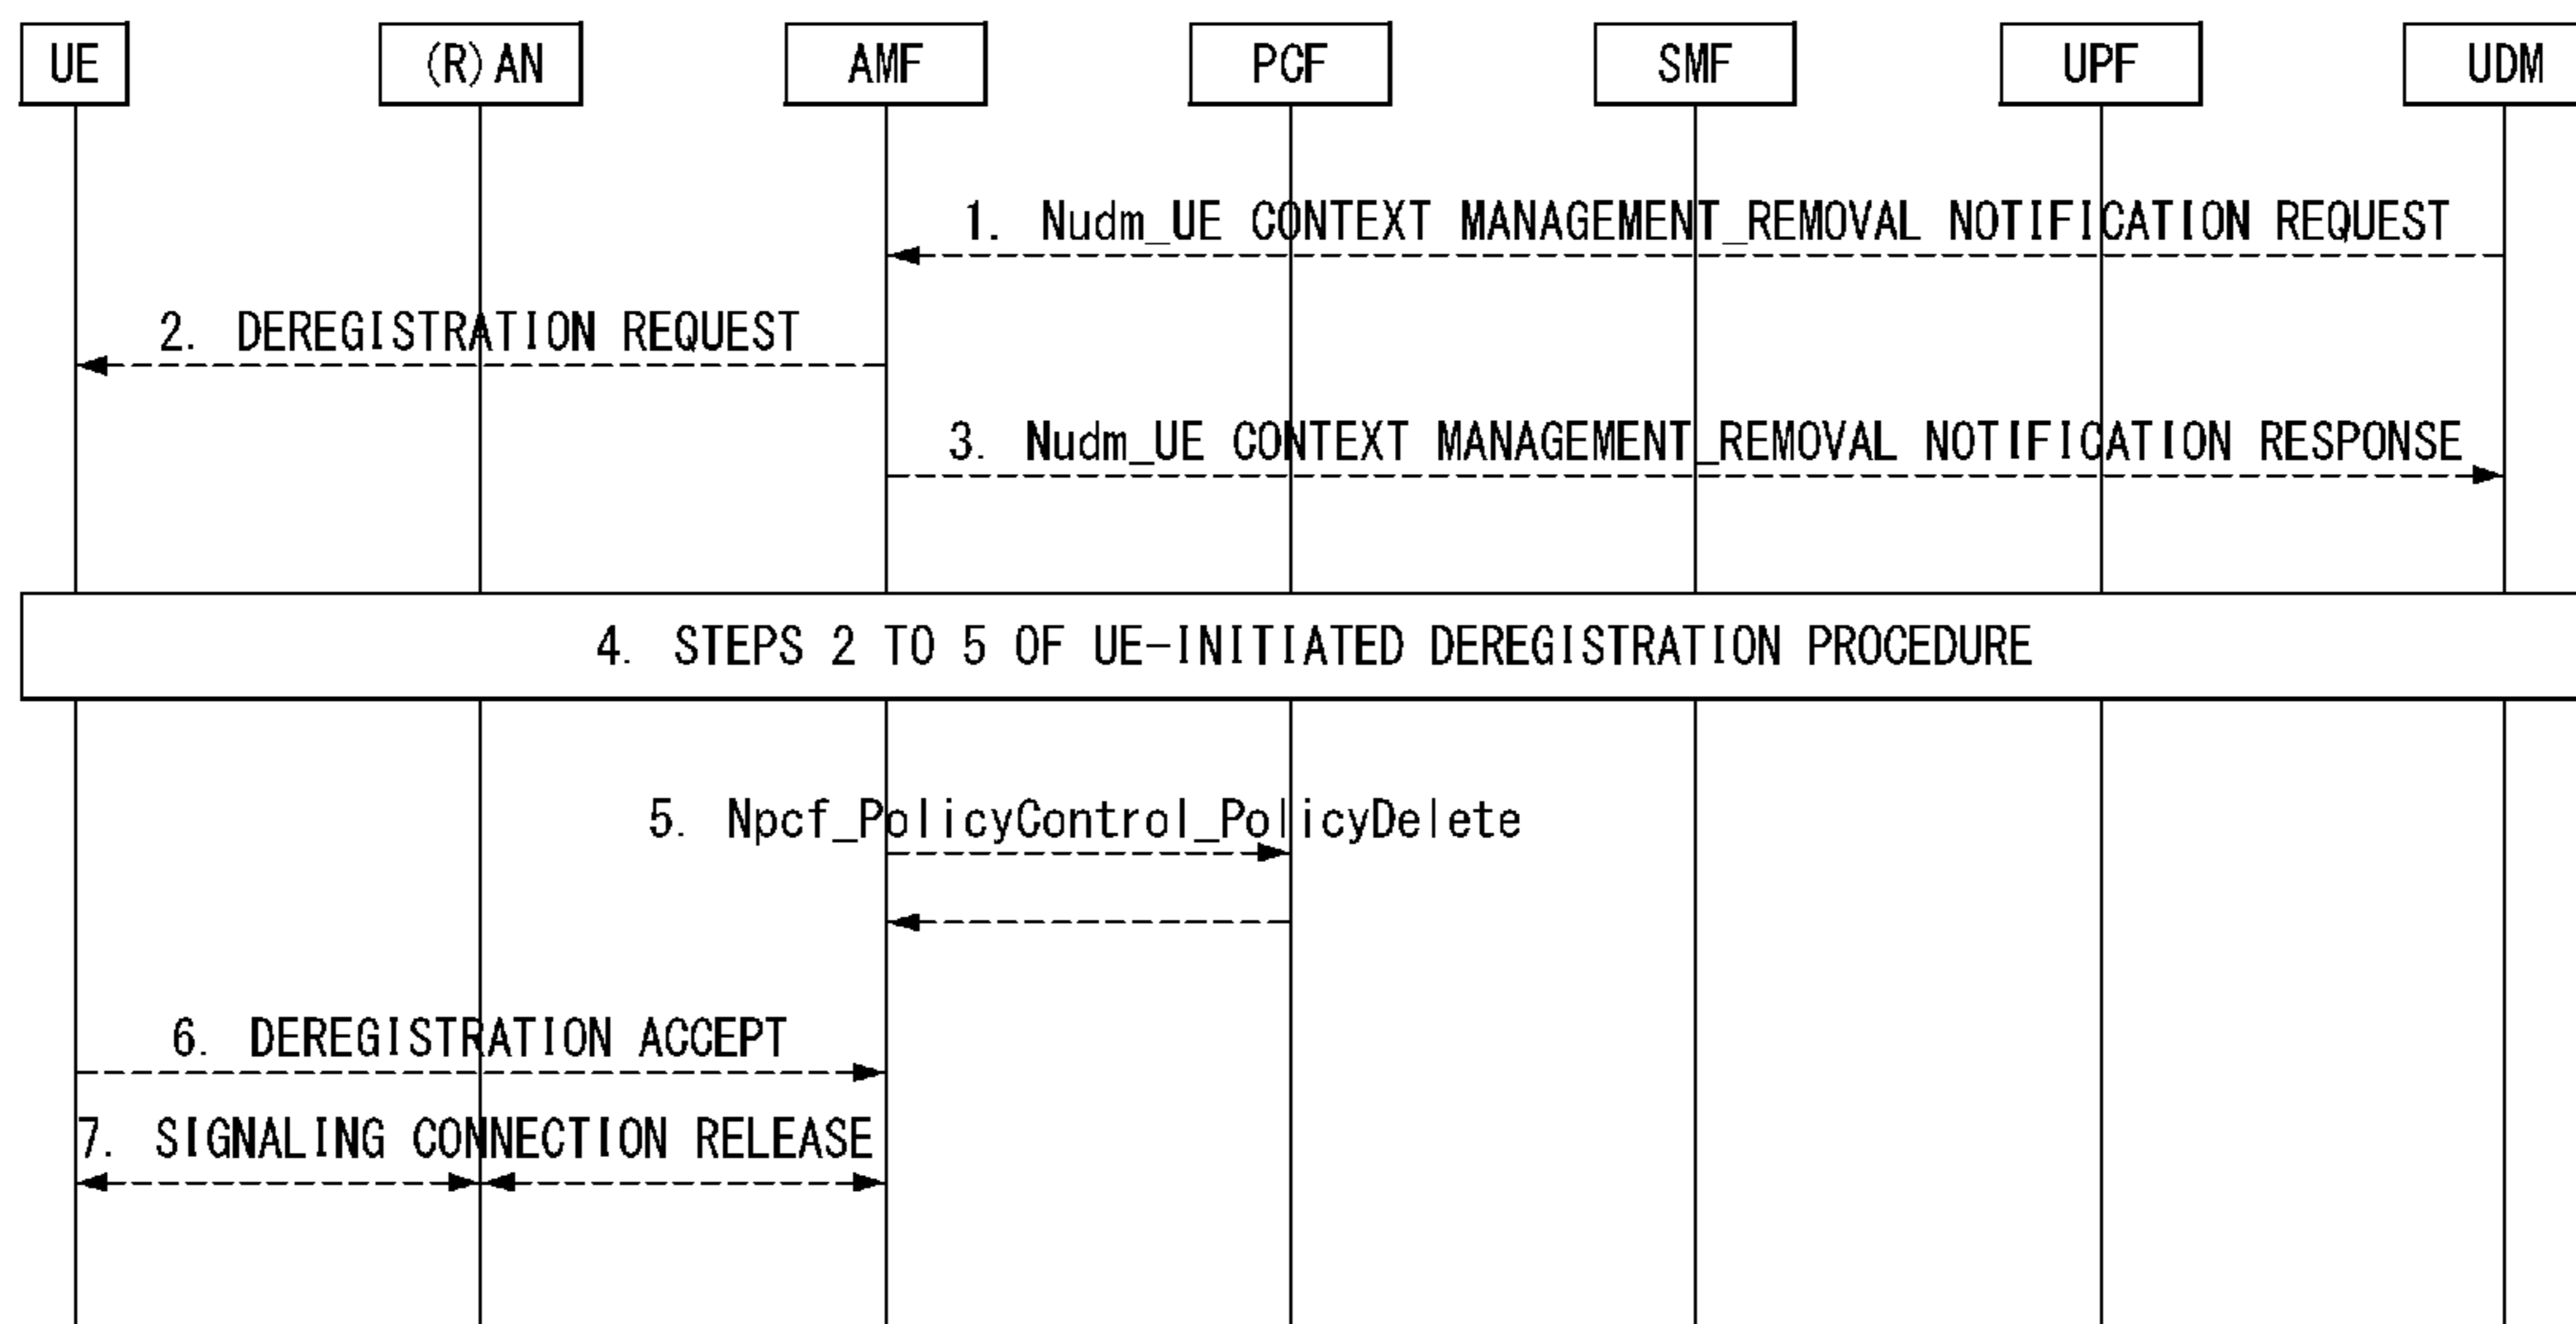 UE
(R)AN
AMF
PCF
SMF
UPF
UDM
1. Nudm_UE CONTEXT MANAGEMENT_REMOVAL NOTIFICATION REQUEST
2. DEREGISTRATION REQUEST
3. Nudm_UE CONTEXT MANAGEMENT_REMOVAL NOTIFICATION RESPONSE
4. STEPS 2 TO 5 OF UE-INITIATED DEREGISTRATION PROCEDURE
5. Npcf_PolicyControl_PolicyDelete
6. DEREGISTRATION ACCEPT
7. SIGNALING CONNECTION RELEASE